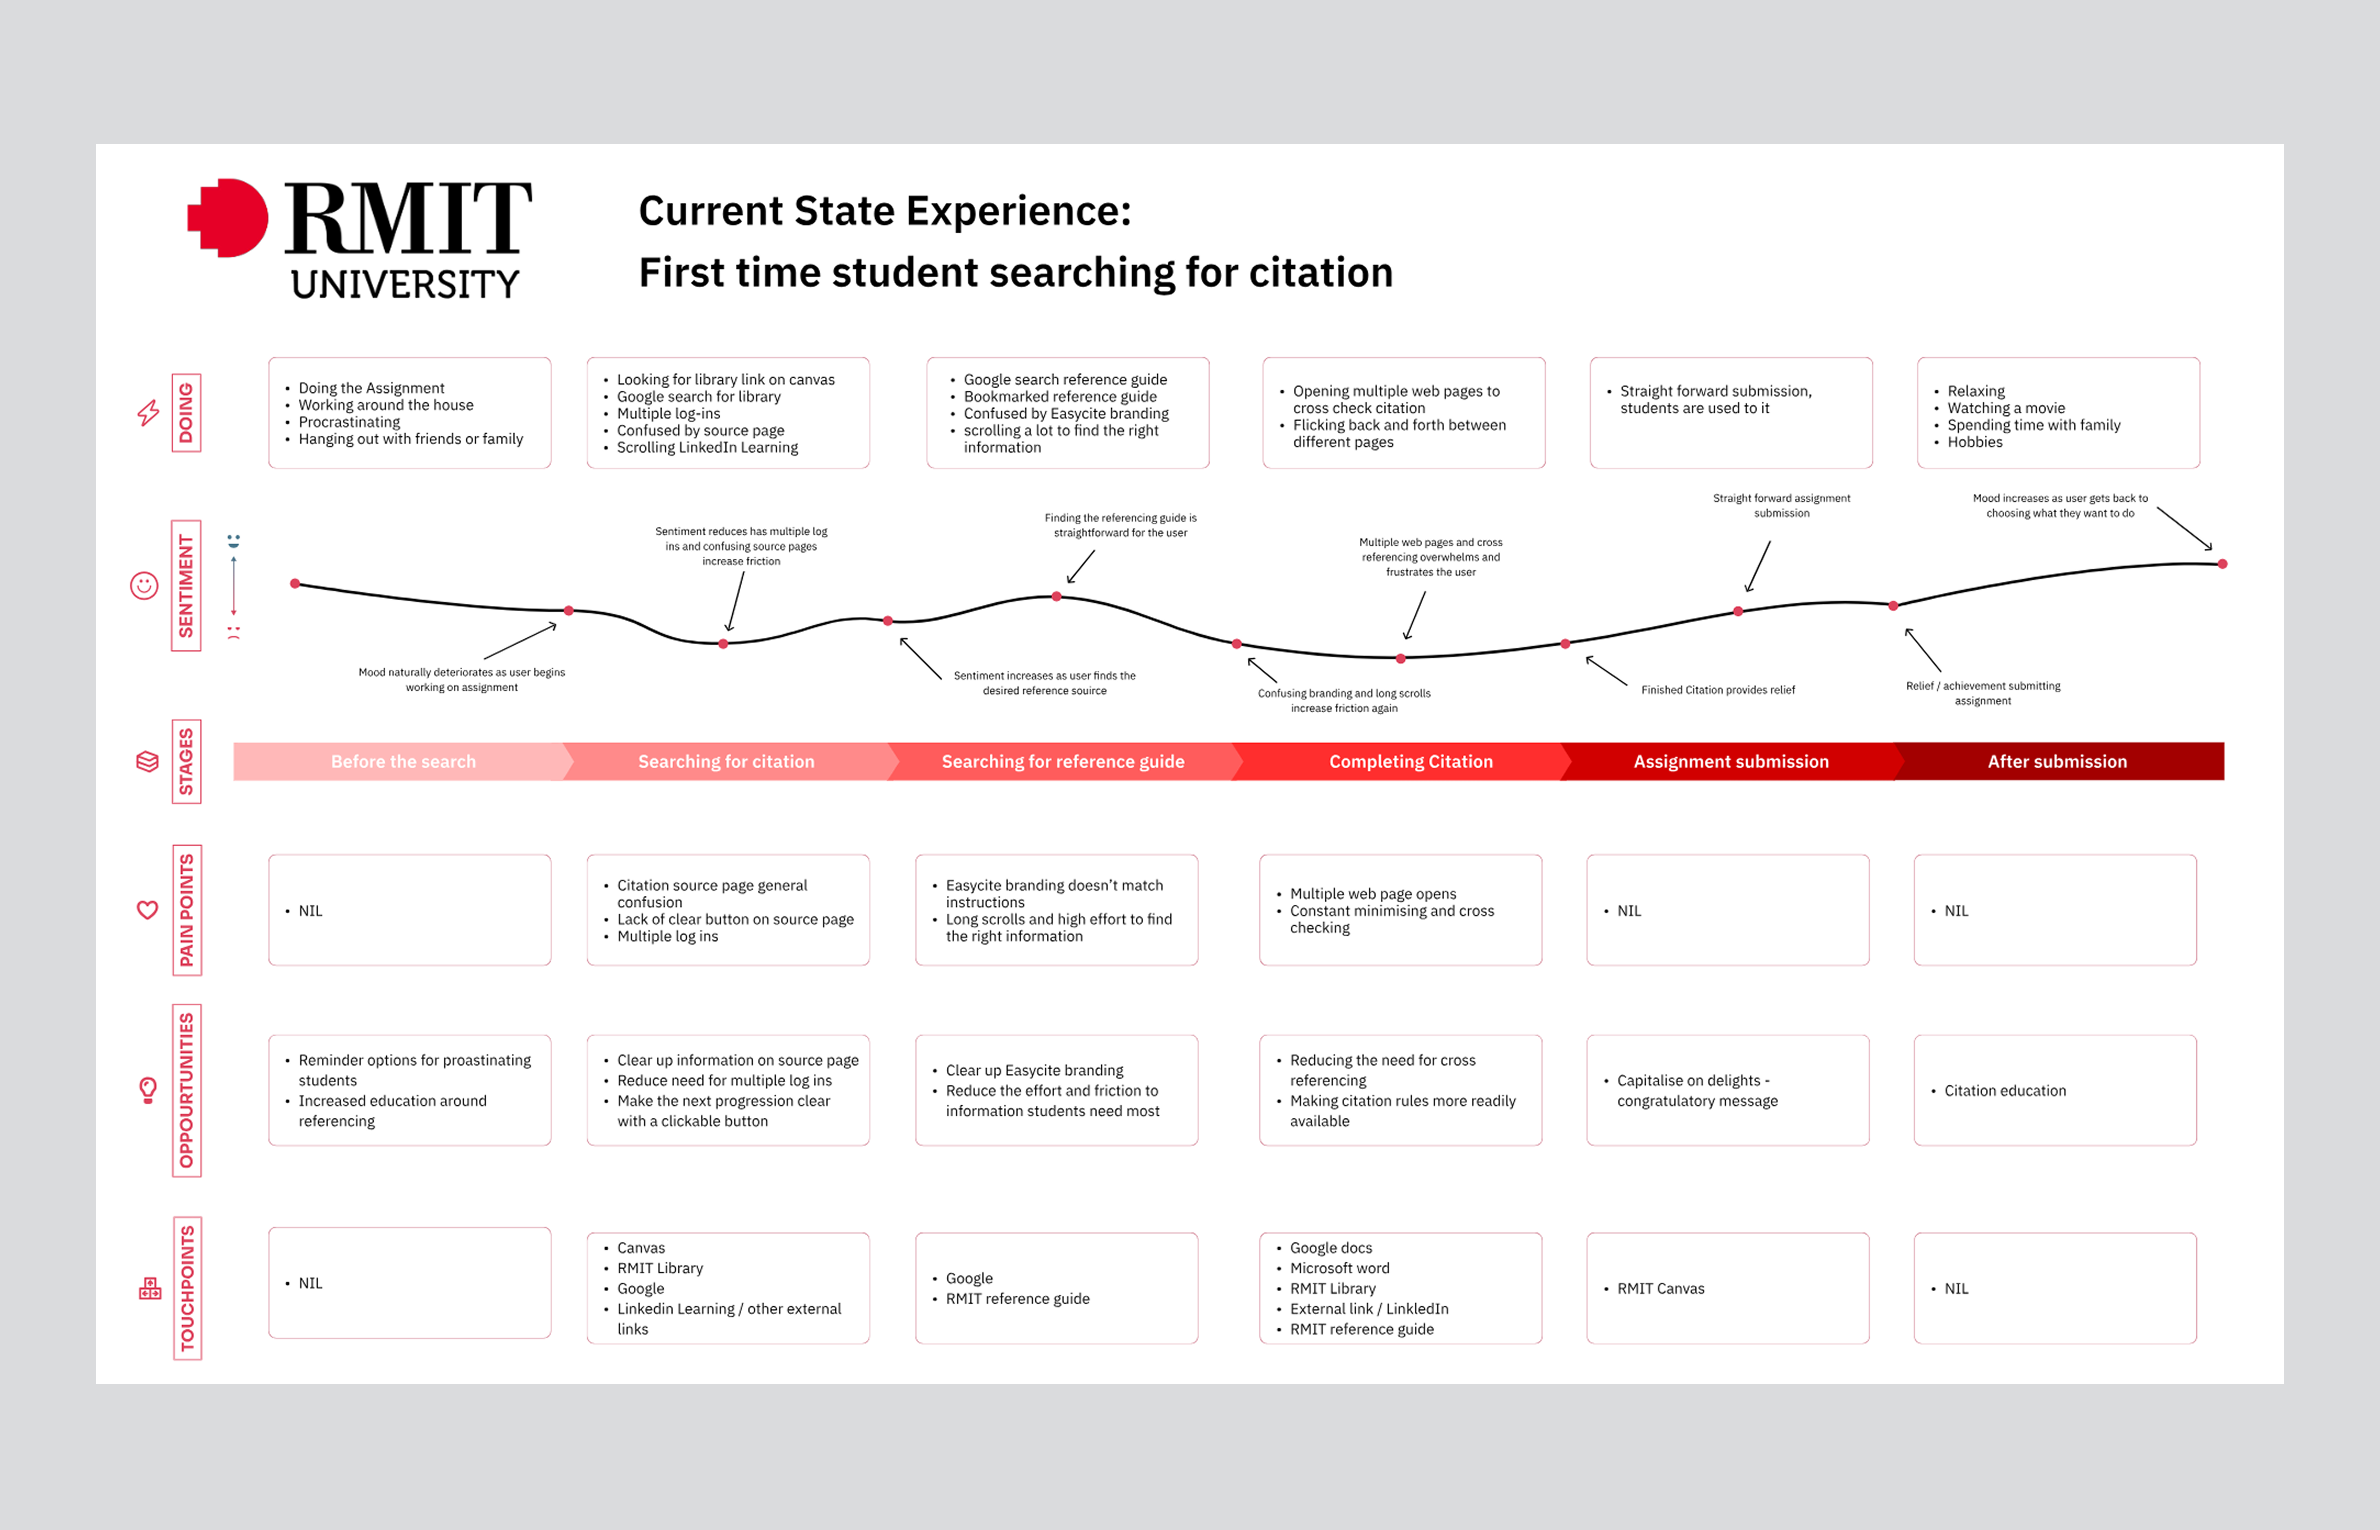 RMIT
UNIVERSITY
Current State Experience:
First time student searching for citation
DOING
• Doing the Assignment
• Working around the house
• Procrastinating
• Hanging out with friends or family
• Looking for library link on canvas
• Google search for library
• Multiple log-ins
• Confused by source page
• Scrolling LinkedIn Learning
• Google search reference guide
• Bookmarked reference guide
• Confused by Easycite branding
• scrolling a lot to find the right
information
• Opening multiple web pages to
cross check citation
• Flicking back and forth between
different pages
• Straight forward submission,
students are used to it
• Relaxing
• Watching a movie
• Spending time with family
• Hobbies
SENTIMENT
Mood naturally deteriorates as user begins
working on assignment
Sentiment reduces has multiple log
ins and confusing source pages
increase friction
Sentiment increases as user finds the
desired reference souirce
Finding the referencing guide is
straightforward for the user
Confusing branding and long scrolls
increase friction again
Multiple web pages and cross
referencing overwhelms and
frustrates the user
Finished Citation provides relief
Straight forward assignment
submission
Relief / achievement submitting
assignment
Mood increases as user gets back to
choosing what they want to do
STAGES
Before the search
Searching for citation
Searching for reference guide
Completing Citation
Assignment submission
After submission
PAIN POINTS
• NIL
• Citation source page general
confusion
• Lack of clear button on source page
• Multiple log ins
• Easycite branding doesn't match
instructions
• Long scrolls and high effort to find
the right information
• Multiple web page opens
• Constant minimising and cross
checking
• NIL
• NIL
OPPOURTUNITIES
• Reminder options for proastinating
students
• Increased education around
referencing
• Clear up information on source page
• Reduce need for multiple log ins
• Make the next progression clear
with a clickable button
• Clear up Easycite branding
• Reduce the effort and friction to
information students need most
• Reducing the need for cross
referencing
• Making citation rules more readily
available
• Capitalise on delights -
congratulatory message
• Citation education
TOUCHPOINTS
• NIL
• Canvas
• RMIT Library
• Google
• Linkedin Learning / other external
links
• Google
• RMIT reference guide
• Google docs
• Microsoft word
• RMIT Library
• External link / LinkledIn
• RMIT reference guide
• RMIT Canvas
• NIL